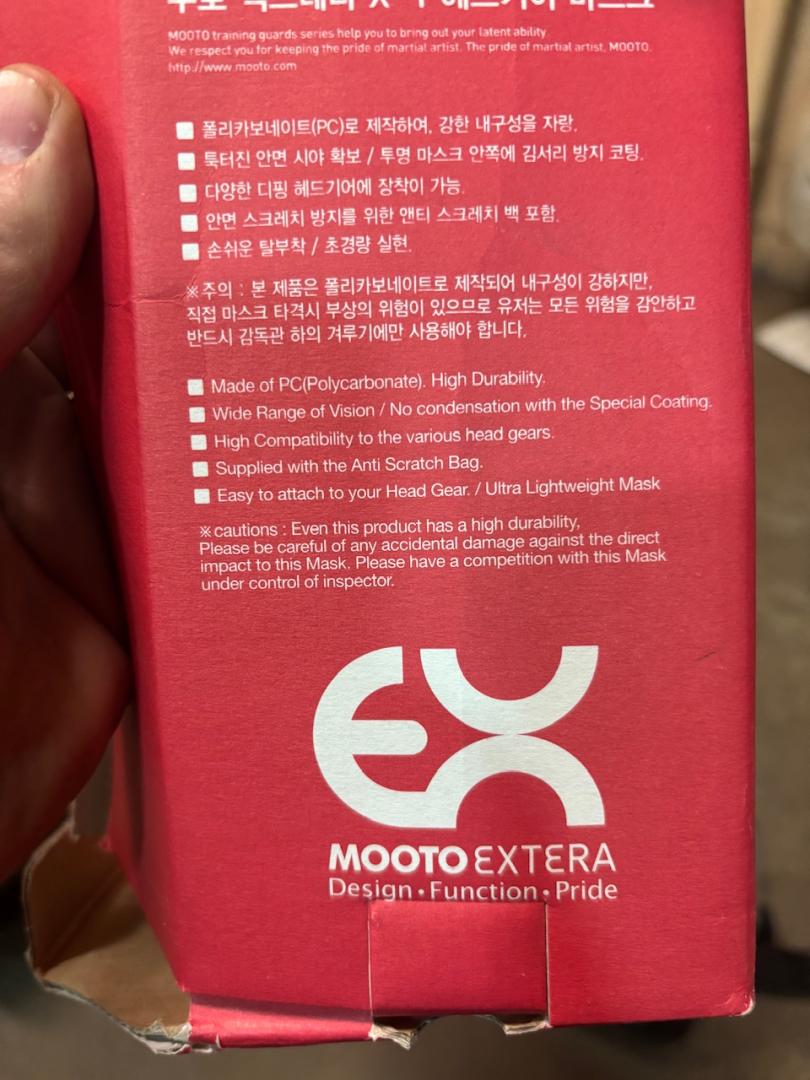 MOOTO training guards series help you to bring out your latent ability.
We respect you for keeping the pride of martial artist. The pride of martial artist, MOOTO.
http://www.mooto.com
폴리카보네이트(PC)로 제작하여, 강한 내구성을 자랑.
툭터진 안면 시야 확보 / 투명 마스크 안쪽에 김서리 방지 코팅.
다양한 디핑 헤드기어에 장착이 가능.
안면 스크레치 방지를 위한 앤티 스크레치 백 포함.
손쉬운 탈부착 / 초경량 실현.
※주의 : 본 제품은 폴리카보네이트로 제작되어 내구성이 강하지만,
직접 마스크 타격시 부상의 위험이 있으므로 유저는 모든 위험을 감안하고
반드시 감독관 하의 겨루기에만 사용해야 합니다.
Made of PC(Polycarbonate). High Durability.
Wide Range of Vision / No condensation with the Special Coating.
High Compatibility to the various head gears.
Supplied with the Anti Scratch Bag.
Easy to attach to your Head Gear. / Ultra Lightweight Mask
※cautions : Even this product has a high durability,
Please be careful of any accidental damage against the direct
impact to this Mask. Please have a competition with this Mask
under control of inspector.
EX
MOOTO EXTERA
Design • Function • Pride